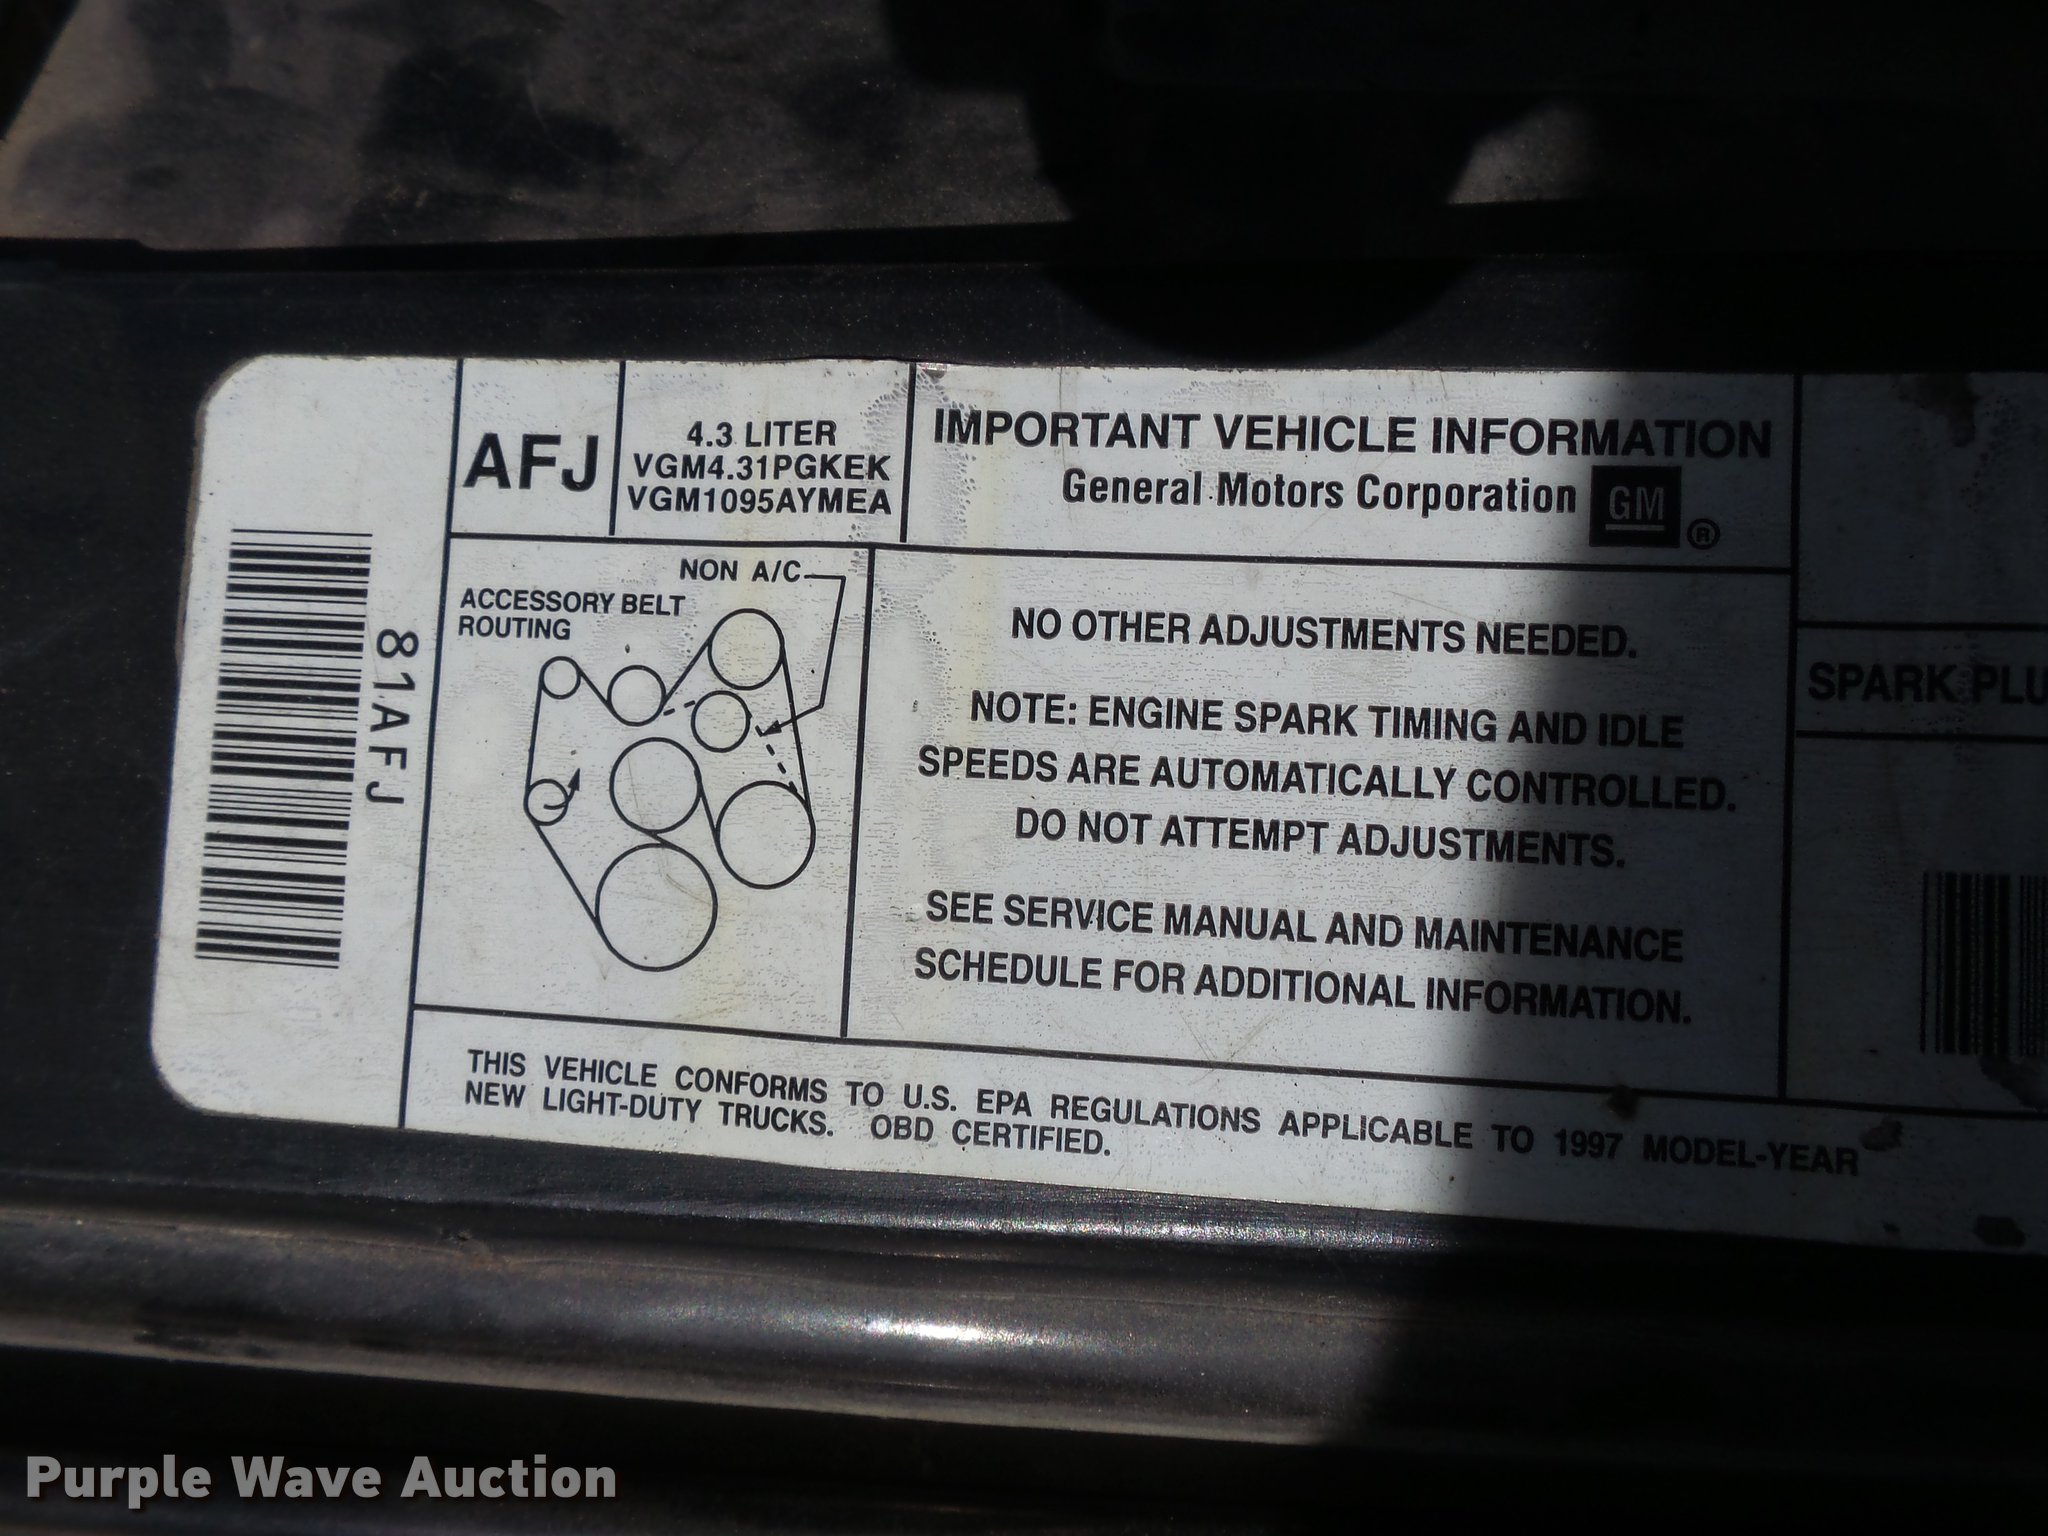 AFJ
4.3 LITER
VGM4.31PGKEK
VGM1095AYMEA
IMPORTANT VEHICLE INFORMATION
General Motors Corporation GM ®
81AFJ
NON A/C
ACCESSORY BELT
ROUTING
NO OTHER ADJUSTMENTS NEEDED.
NOTE: ENGINE SPARK TIMING AND IDLE
SPEEDS ARE AUTOMATICALLY CONTROLLED.
DO NOT ATTEMPT ADJUSTMENTS.
SEE SERVICE MANUAL AND MAINTENANCE
SCHEDULE FOR ADDITIONAL INFORMATION.
SPARK PLU
THIS VEHICLE CONFORMS TO U.S. EPA REGULATIONS APPLICABLE TO 1997 MODEL-YEAR
NEW LIGHT-DUTY TRUCKS. OBD CERTIFIED.
Purple Wave Auction